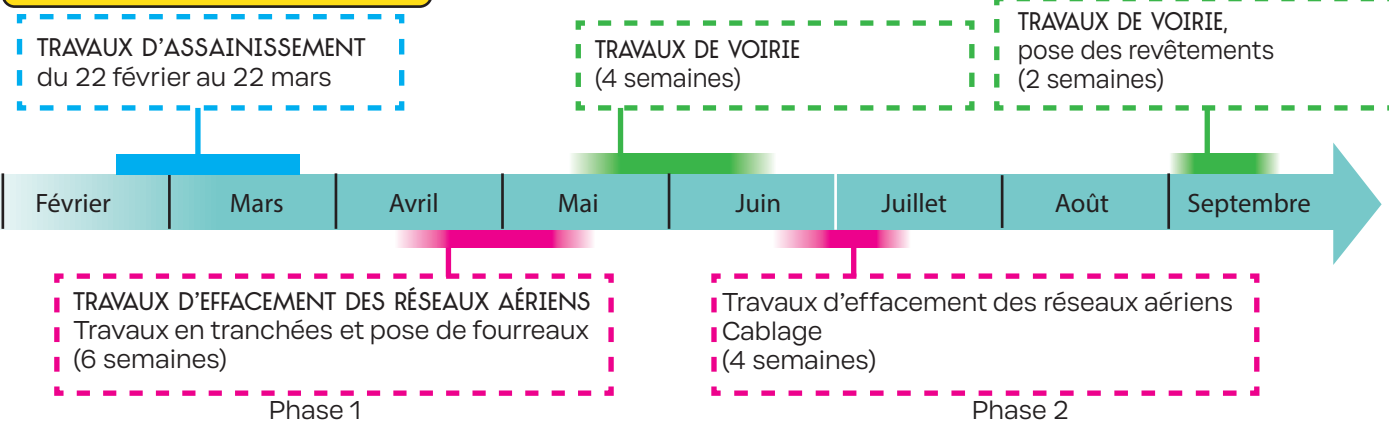 TRAVAUX D'ASSAINISSEMENT
du 22 février au 22 mars
TRAVAUX DE VOIRIE
(4 semaines)
TRAVAUX DE VOIRIE,
pose des revêtements
(2 semaines)
Février Mars Avril Mai Juin Juillet Août Septembre
TRAVAUX D'EFFACEMENT DES RÉSEAUX AÉRIENS
Travaux en tranchées et pose de fourreaux
(6 semaines)
Phase 1
Travaux d'effacement des réseaux aériens
Cablage
(4 semaines)
Phase 2